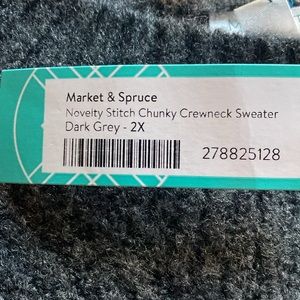 Market & Spruce
Novelty Stitch Chunky Crewneck Sweater
Dark Grey - 2X
278825128